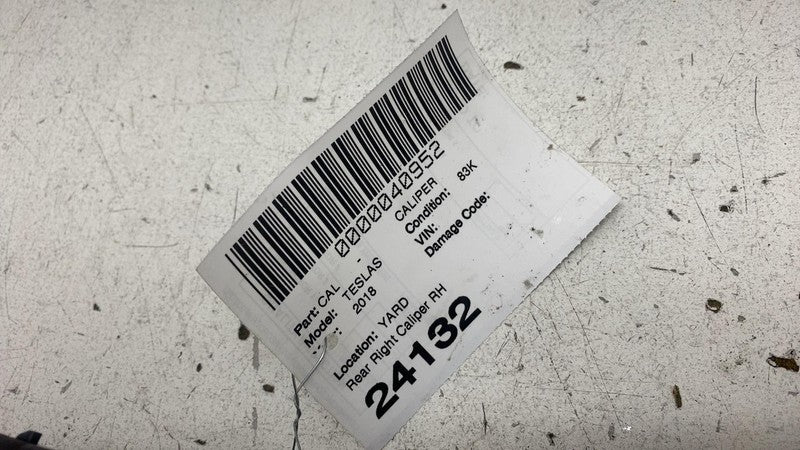 0000040952
Part: CAL - CALIPER
Model: TESLAS Condition: 83K
2018 VIN:
Damage Code:
Location: YARD
Rear Right Caliper RH
24132